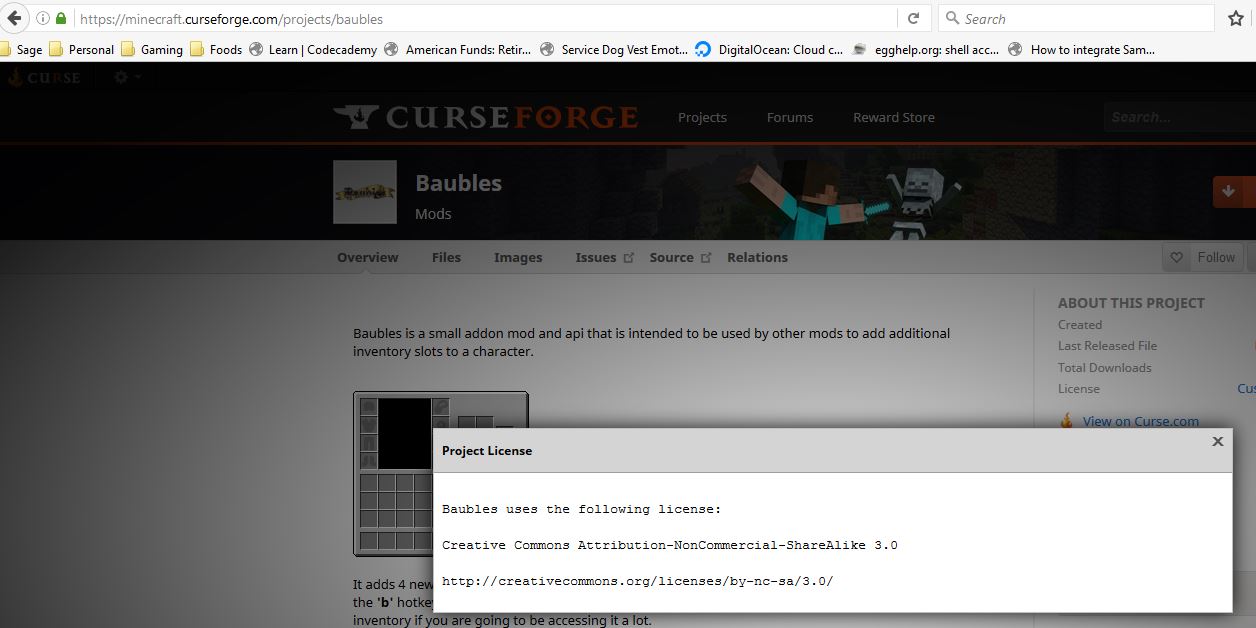 https://minecraft.curseforge.com/projects/baubles
Search
Sage Personal Gaming Foods Learn | Codecademy American Funds: Retir... Service Dog Vest Emot... DigitalOcean: Cloud c... egghelp.org: shell acc... How to integrate Sam...
CURSE
CURSEFORGE Projects Forums Reward Store Search...
Baubles
Mods
Overview Files Images Issues Source Relations Follow
Baubles is a small addon mod and api that is intended to be used by other mods to add additional
inventory slots to a character.
It adds 4 new
the 'b' hotkey
inventory if you are going to be accessing it a lot.
ABOUT THIS PROJECT
Created
Last Released File
Total Downloads
License Cus
View on Curse.com
Project License
Baubles uses the following license:
Creative Commons Attribution-NonCommercial-ShareAlike 3.0
http://creativecommons.org/licenses/by-nc-sa/3.0/